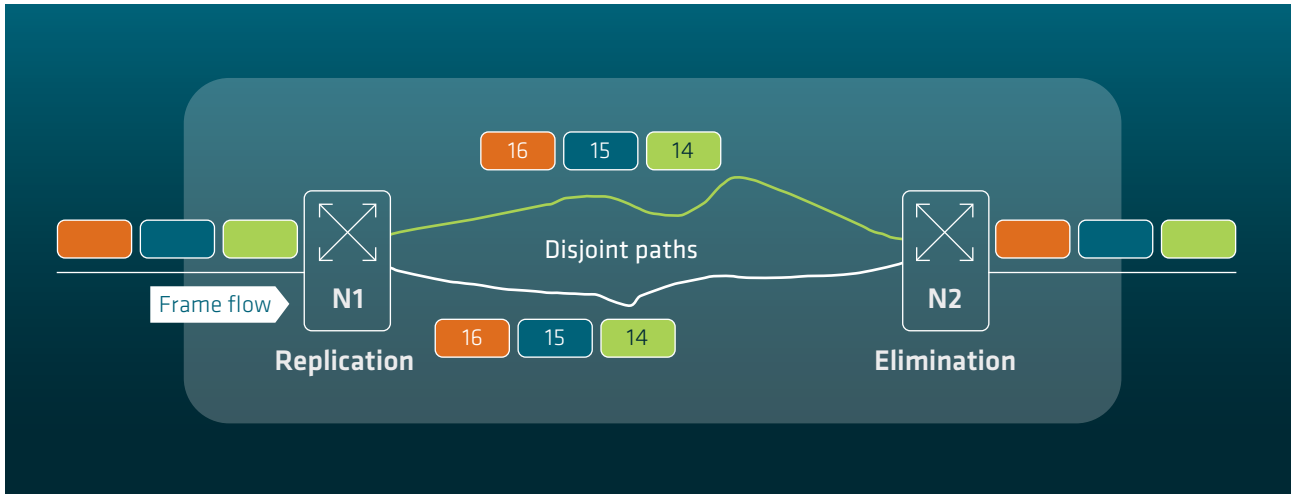 16 15 14
Disjoint paths
N1
N2
Frame flow
16 15 14
Replication
Elimination